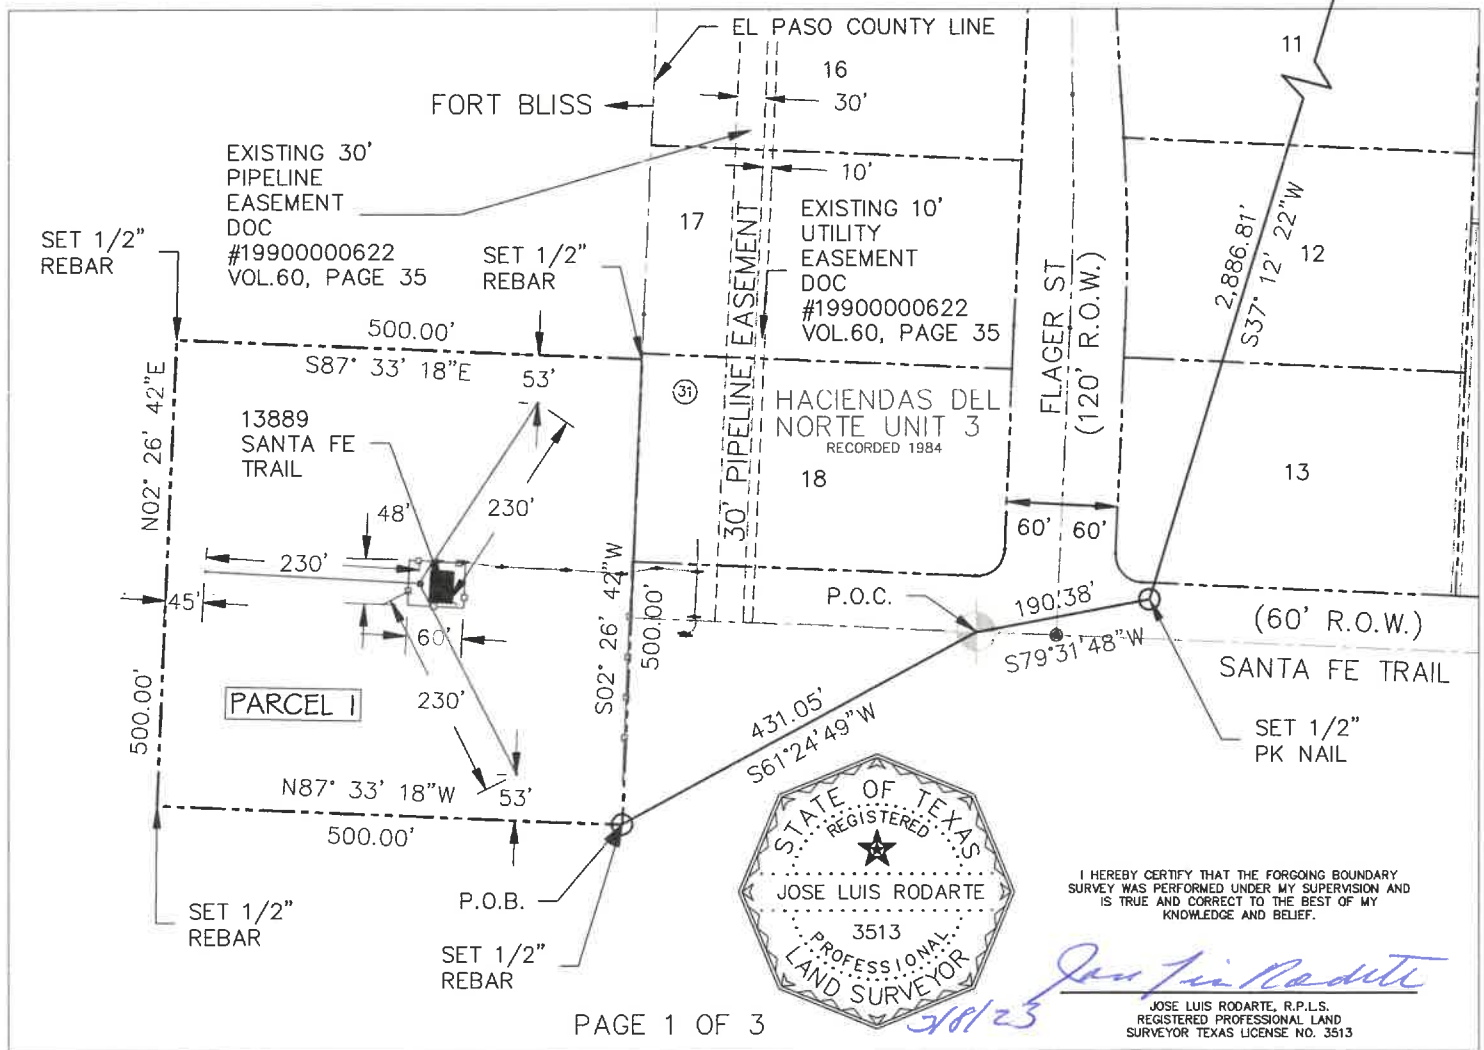 EL PASO COUNTY LINE
11
16
30'
FORT BLISS
EXISTING 30'
PIPELINE
EASEMENT
DOC
#19900000622
VOL.60, PAGE 35
10'
17
EXISTING 10'
UTILITY
EASEMENT
DOC
#19900000622
VOL.60, PAGE 35
SET 1/2"
REBAR
SET 1/2"
REBAR
30' PIPELINE EASEMENT
FLAGER ST
(120' R.O.W.)
2,886.81'
S37° 12' 22"W
12
500.00'
S87° 33' 18"E
53'
31
HACIENDAS DEL
NORTE UNIT 3
RECORDED 1984
18
13
N02° 26' 42"E
500.00'
13889
SANTA FE
TRAIL
48'
230'
230'
45'
60'
230'
PARCEL 1
S02° 26' 42"W
500.00'
60'
60'
P.O.C.
190.38'
S79°31'48"W
(60' R.O.W.)
SANTA FE TRAIL
SET 1/2"
PK NAIL
431.05'
S61°24'49"W
N87° 33' 18"W
53'
500.00'
P.O.B.
SET 1/2"
REBAR
SET 1/2"
REBAR
STATE OF TEXAS
REGISTERED
JOSE LUIS RODARTE
3513
PROFESSIONAL
LAND SURVEYOR
I HEREBY CERTIFY THAT THE FORGOING BOUNDARY
SURVEY WAS PERFORMED UNDER MY SUPERVISION AND
IS TRUE AND CORRECT TO THE BEST OF MY
KNOWLEDGE AND BELIEF.
JOSE LUIS RODARTE, R.P.L.S.
REGISTERED PROFESSIONAL LAND
SURVEYOR TEXAS LICENSE NO. 3513
PAGE 1 OF 3